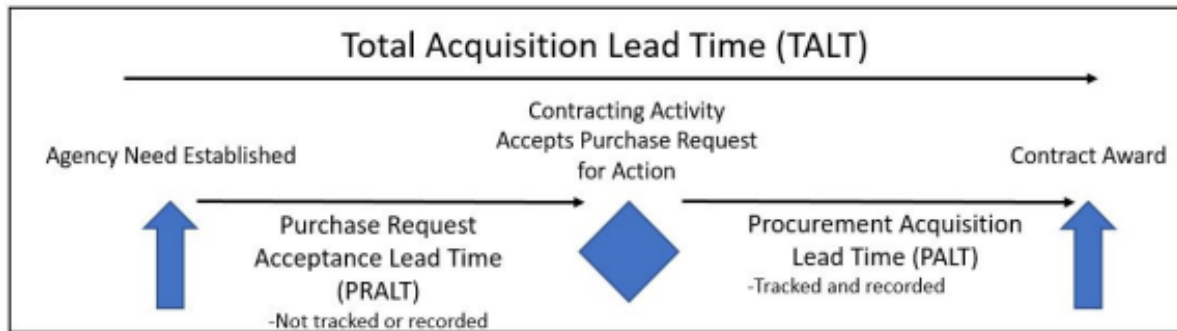 Total Acquisition Lead Time (TALT)
Contracting Activity
Accepts Purchase Request
for Action
Agency Need Established
Contract Award
Purchase Request
Acceptance Lead Time
(PRALT)
-Not tracked or recorded
Procurement Acquisition
Lead Time (PALT)
-Tracked and recorded